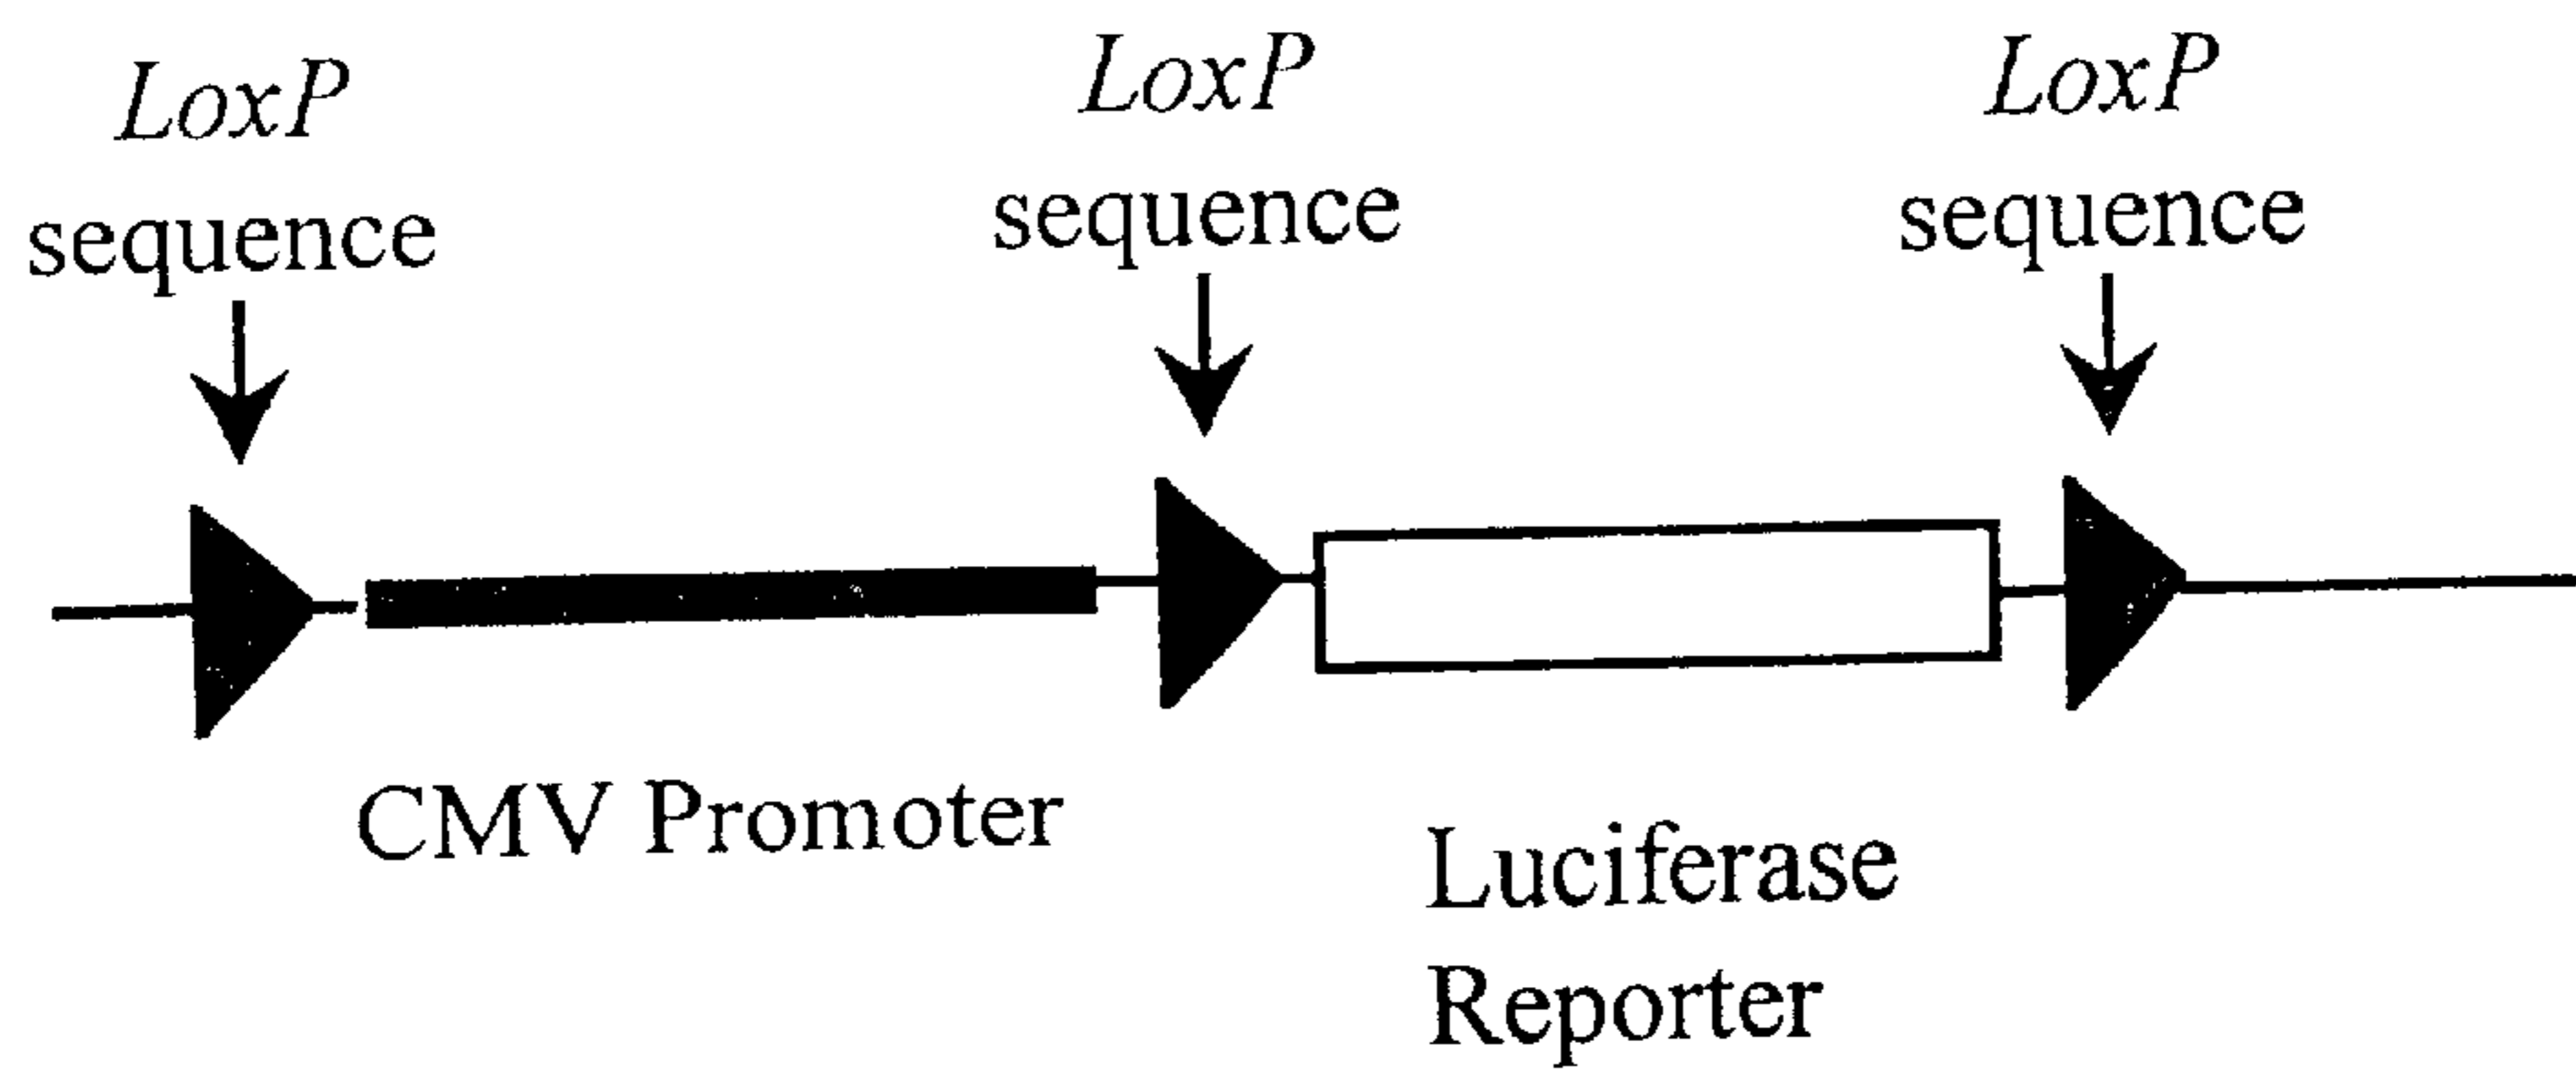 LoxP
sequence
LoxP
sequence
LoxP
sequence
CMV Promoter
Luciferase
Reporter